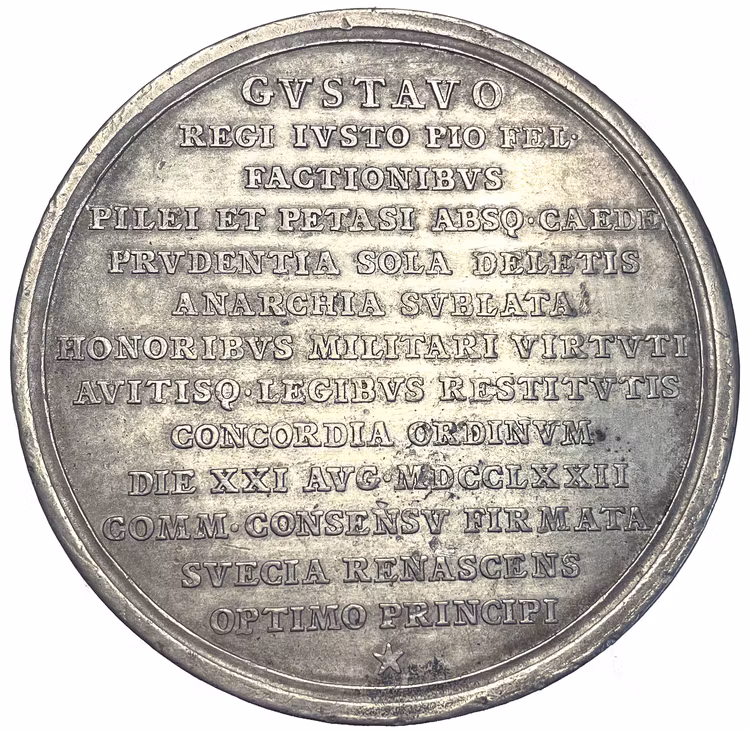 GVSTAVO
REGI IVSTO PIO FEL·
FACTIONIBVS
PILEI ET PETASI ABSQ·CAEDE
PRVDENTIA SOLA DELETIS
ANARCHIA SVBLATA
HONORIBVS MILITARI VIRTVTI
AVITISQ·LEGIBVS RESTITVTIS
CONCORDIA ORDINVM
DIE XXI AVG·MDCCLXXII
COMM·CONSENSV FIRMATA
SVECIA RENASCENS
OPTIMO PRINCIPI